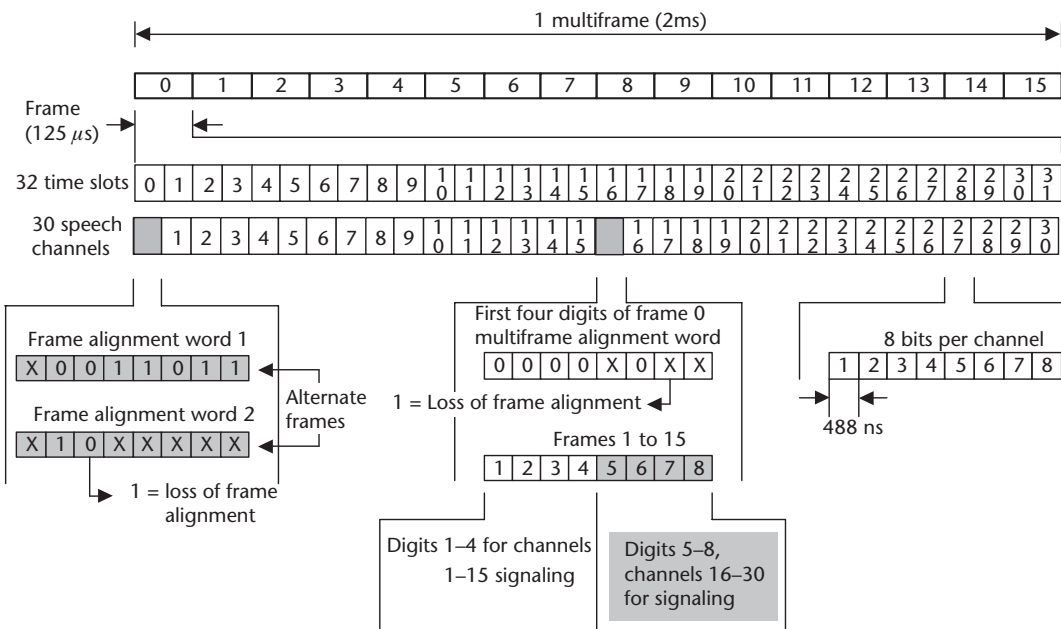 1 multiframe (2ms)
0 1 2 3 4 5 6 7 8 9 10 11 12 13 14 15
Frame
(125 μs)
32 time slots
0 1 2 3 4 5 6 7 8 9 10 11 12 13 14 15 16 17 18 19 20 21 22 23 24 25 26 27 28 29 30 31
30 speech
channels
1 2 3 4 5 6 7 8 9 10 11 12 13 14 15 16 17 18 19 20 21 22 23 24 25 26 27 28 29 30
Frame alignment word 1
X 0 0 1 1 0 1 1
Frame alignment word 2
X 1 0 X X X X X
Alternate
frames
1 = loss of frame
alignment
First four digits of frame 0
multiframe alignment word
0 0 0 0 X 0 X X
1 = Loss of frame alignment
Frames 1 to 15
1 2 3 4 5 6 7 8
Digits 1–4 for channels
1–15 signaling
Digits 5–8,
channels 16–30
for signaling
8 bits per channel
1 2 3 4 5 6 7 8
488 ns